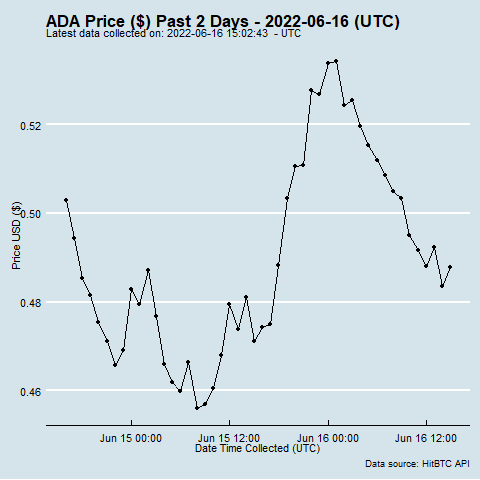 ADA Price ($) Past 2 Days - 2022-06-16 (UTC)
Latest data collected on: 2022-06-16 15:02:43  - UTC
0.52
0.50
0.48
0.46
Price USD ($)
Jun 15 00:00
Jun 15 12:00
Jun 16 00:00
Jun 16 12:00
Date Time Collected (UTC)
Data source: HitBTC API